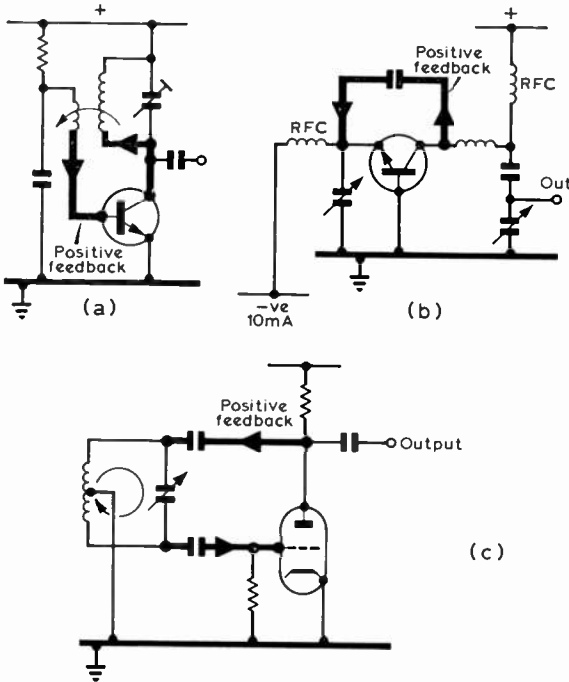 +
Positive
feedback
(a)
+
Positive
feedback
RFC
RFC
Out
-ve
10mA
(b)
Positive
feedback
Output
(c)